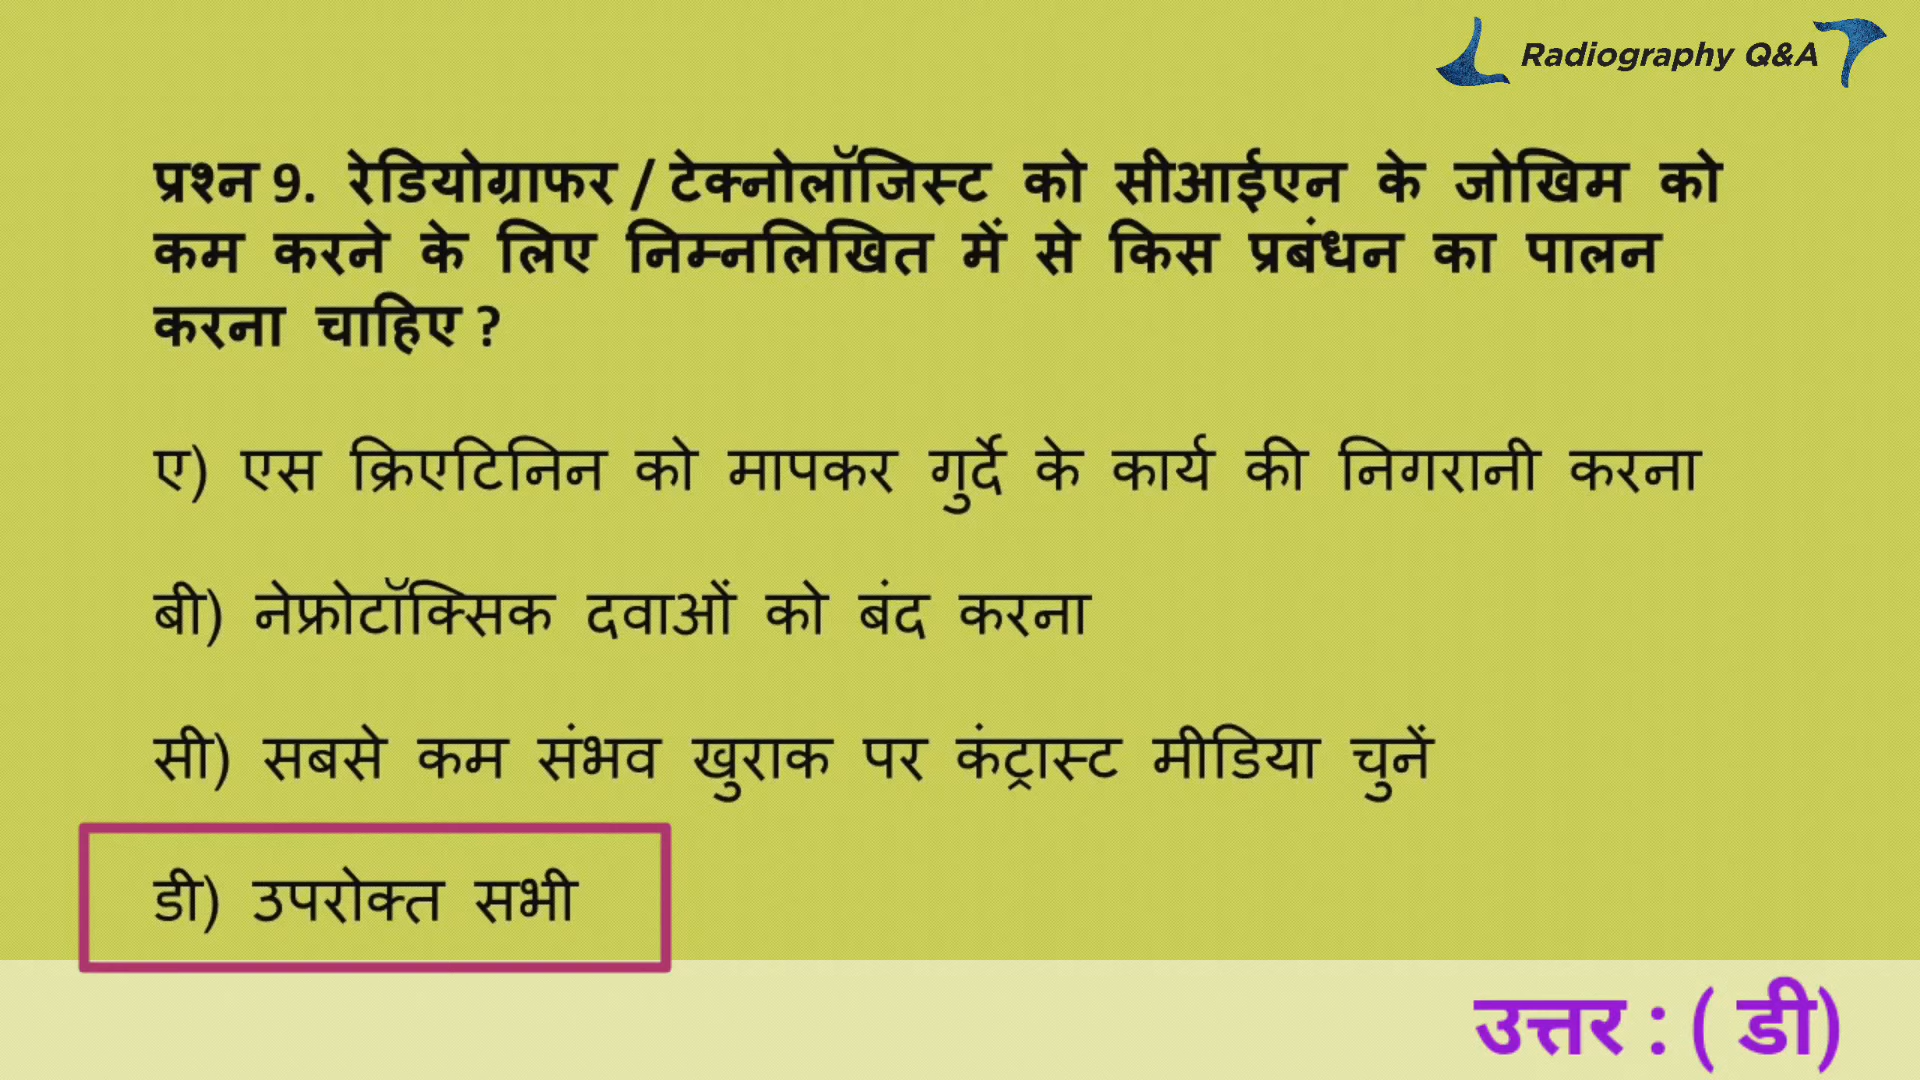 Radiography Q&A
प्रश्न 9. रेडियोग्राफर / टेक्नोलॉजिस्ट को सीआईएन के जोखिम को
कम करने के लिए निम्नलिखित में से किस प्रबंधन का पालन
करना चाहिए ?
ए) एस क्रिएटिनिन को मापकर गुर्दे के कार्य की निगरानी करना
बी) नेफ्रोटॉक्सिक दवाओं को बंद करना
सी) सबसे कम संभव खुराक पर कंट्रास्ट मीडिया चुनें
डी) उपरोक्त सभी
उत्तर : ( डी)